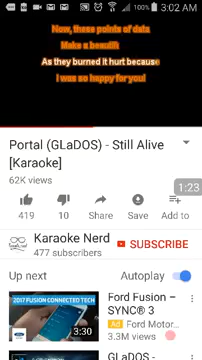 100% 3:02 AM
Now, these points of data
Make a beautifu
As they burned it hurt because
I was so happy for you!
Portal (GLaDOS) - Still Alive
[Karaoke]
62K views
1:23
419
10
Share
Save
Add to
Karaoke Nerd
477 subscribers
SUBSCRIBE
Up next
Autoplay
2017 FUSION CONNECTED TECH
3:30
Ford Fusion –
SYNC® 3
Ad Ford Motor...
3.3M views
GLaDOS -